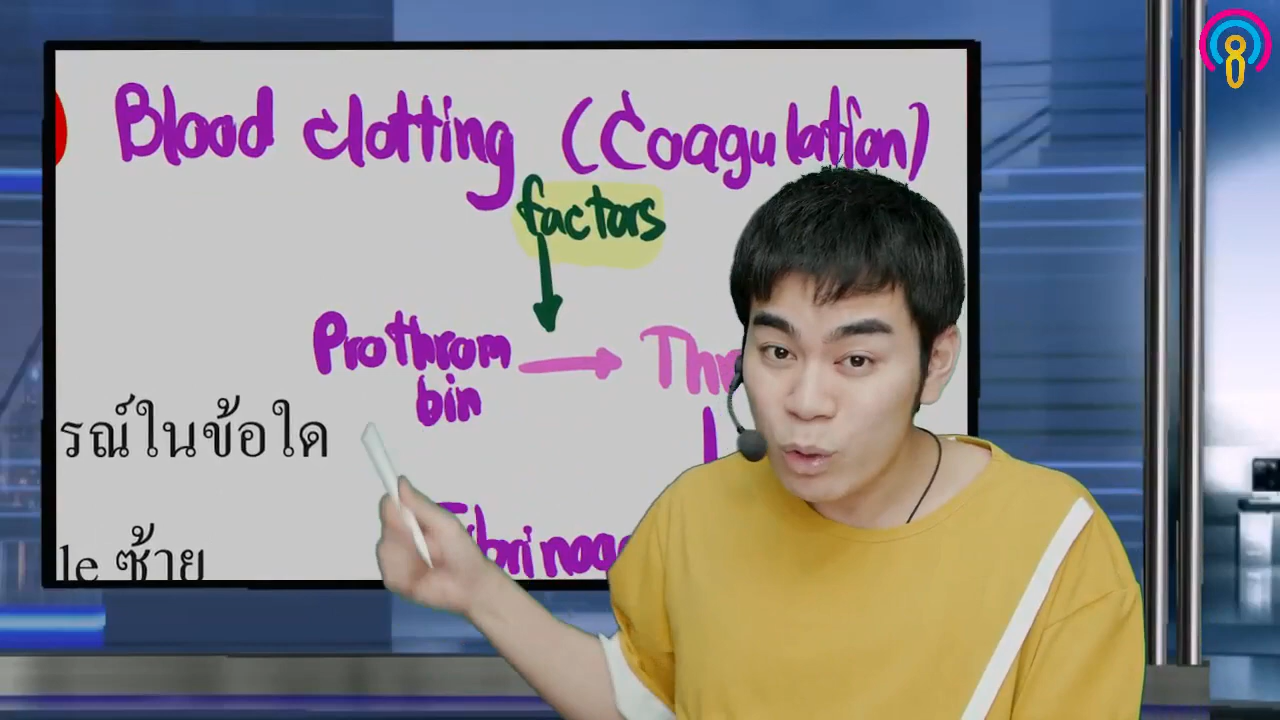 Blood clotting (Coagulation)
factors
Prothrom
bin
รณ์ในข้อใด
le ซ้าย